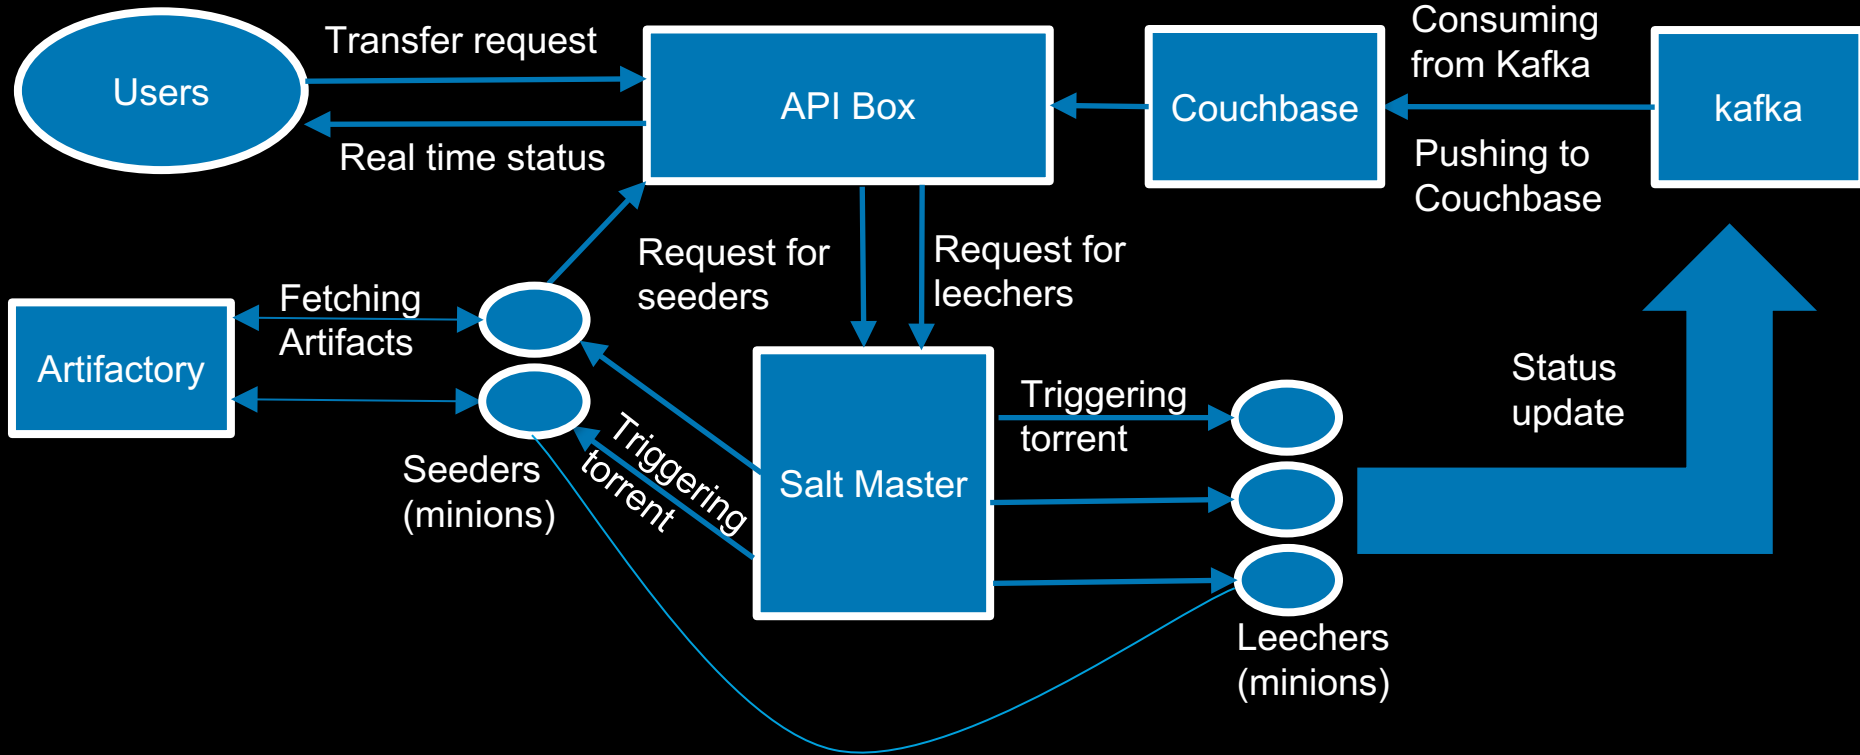 Users
Transfer request
Real time status
API Box
Couchbase
Consuming
from Kafka
Pushing to
Couchbase
kafka
Request for
seeders
Request for
leechers
Fetching
Artifacts
Artifactory
Seeders
(minions)
Triggering
torrent
Salt Master
Triggering
torrent
Leechers
(minions)
Status
update